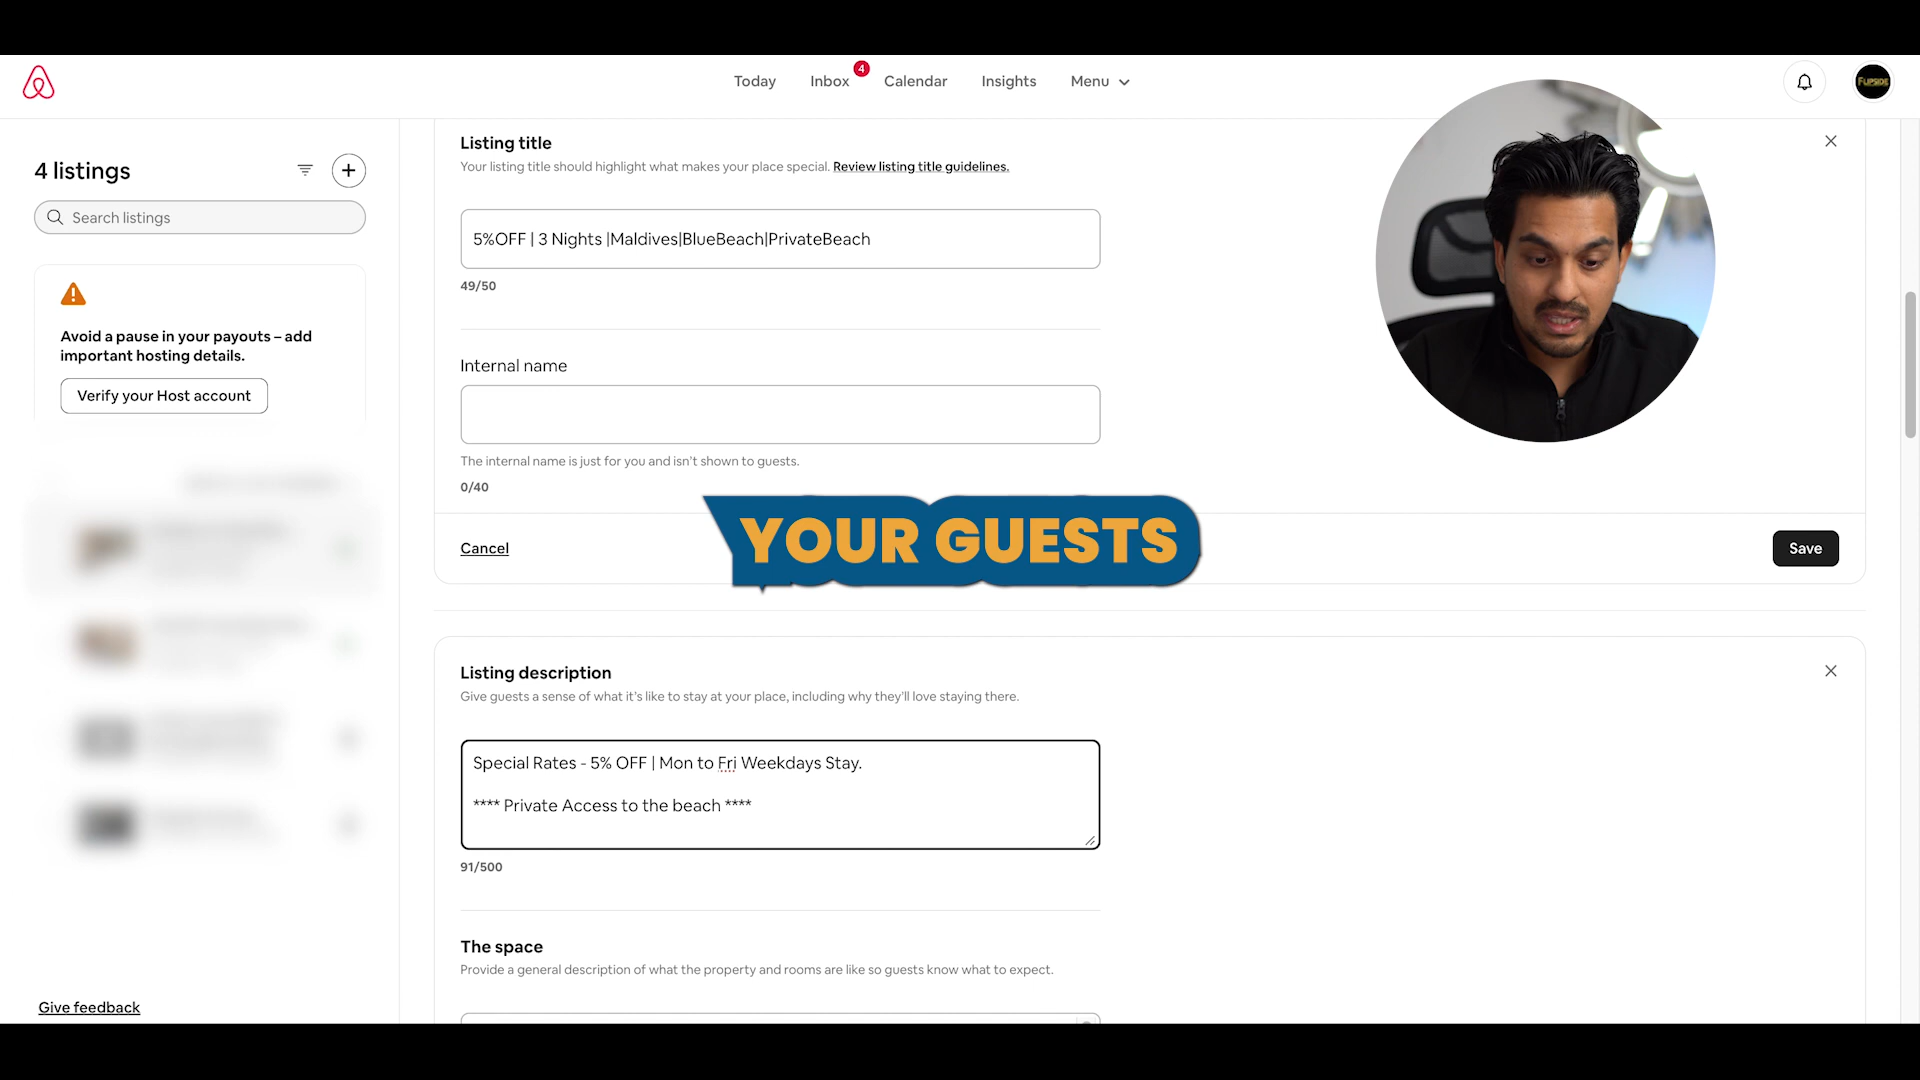 Today
Inbox
4
Calendar
Insights
Menu
FLIPSIDE
4 listings
Search listings
Avoid a pause in your payouts – add
important hosting details.
Verify your Host account
Give feedback
Listing title
Your listing title should highlight what makes your place special. Review listing title guidelines.
5%OFF | 3 Nights |Maldives|BlueBeach|PrivateBeach
49/50
Internal name
The internal name is just for you and isn't shown to guests.
0/40
YOUR GUESTS
Cancel
Save
Listing description
Give guests a sense of what it's like to stay at your place, including why they'll love staying there.
Special Rates - 5% OFF | Mon to Fri Weekdays Stay.
**** Private Access to the beach ****
91/500
The space
Provide a general description of what the property and rooms are like so guests know what to expect.